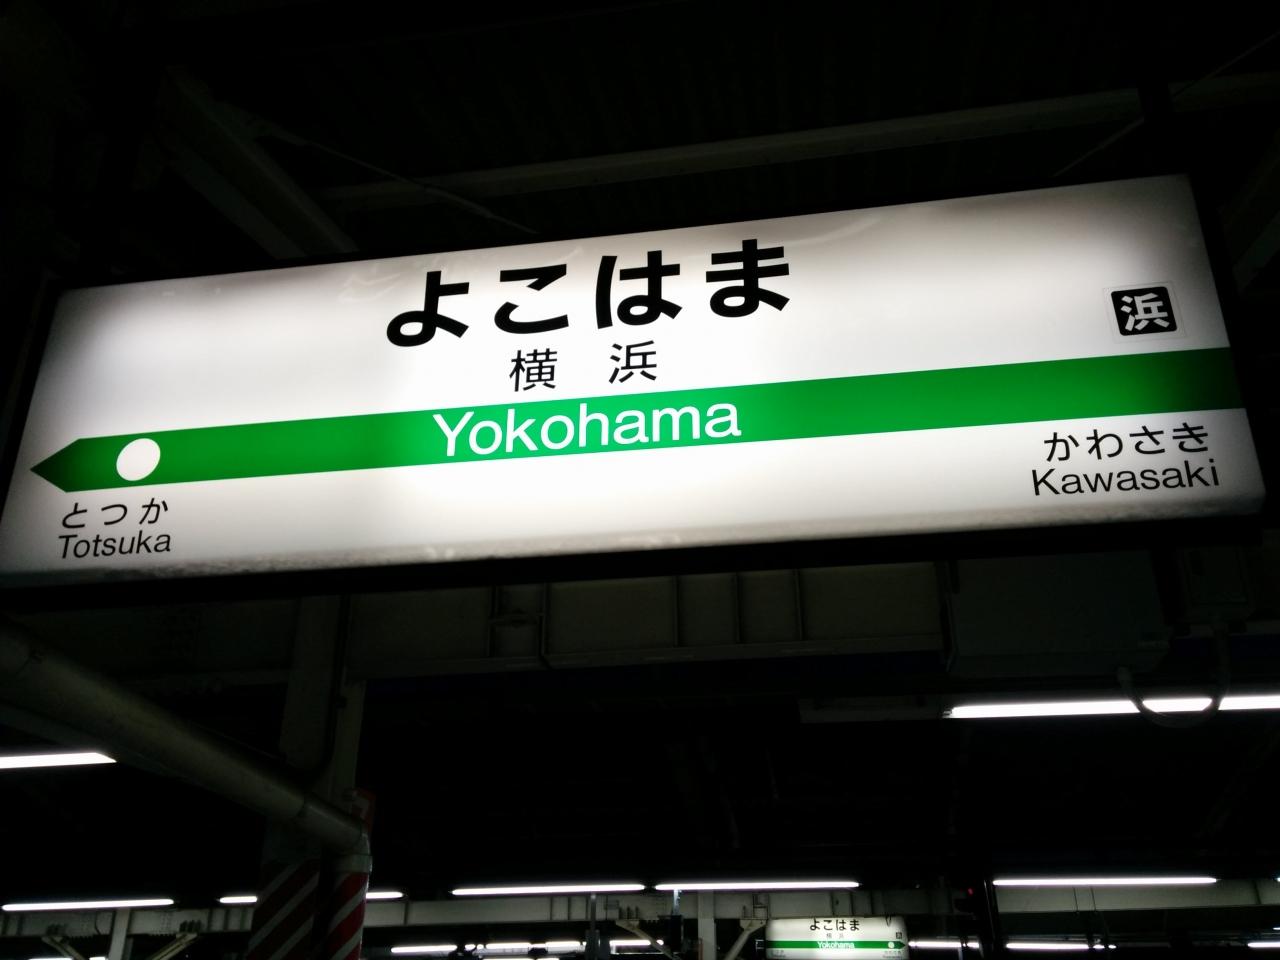 よこはま
浜
横浜
Yokohama
とつか
Totsuka
かわさき
Kawasaki
よこはま
横浜
Yokohama